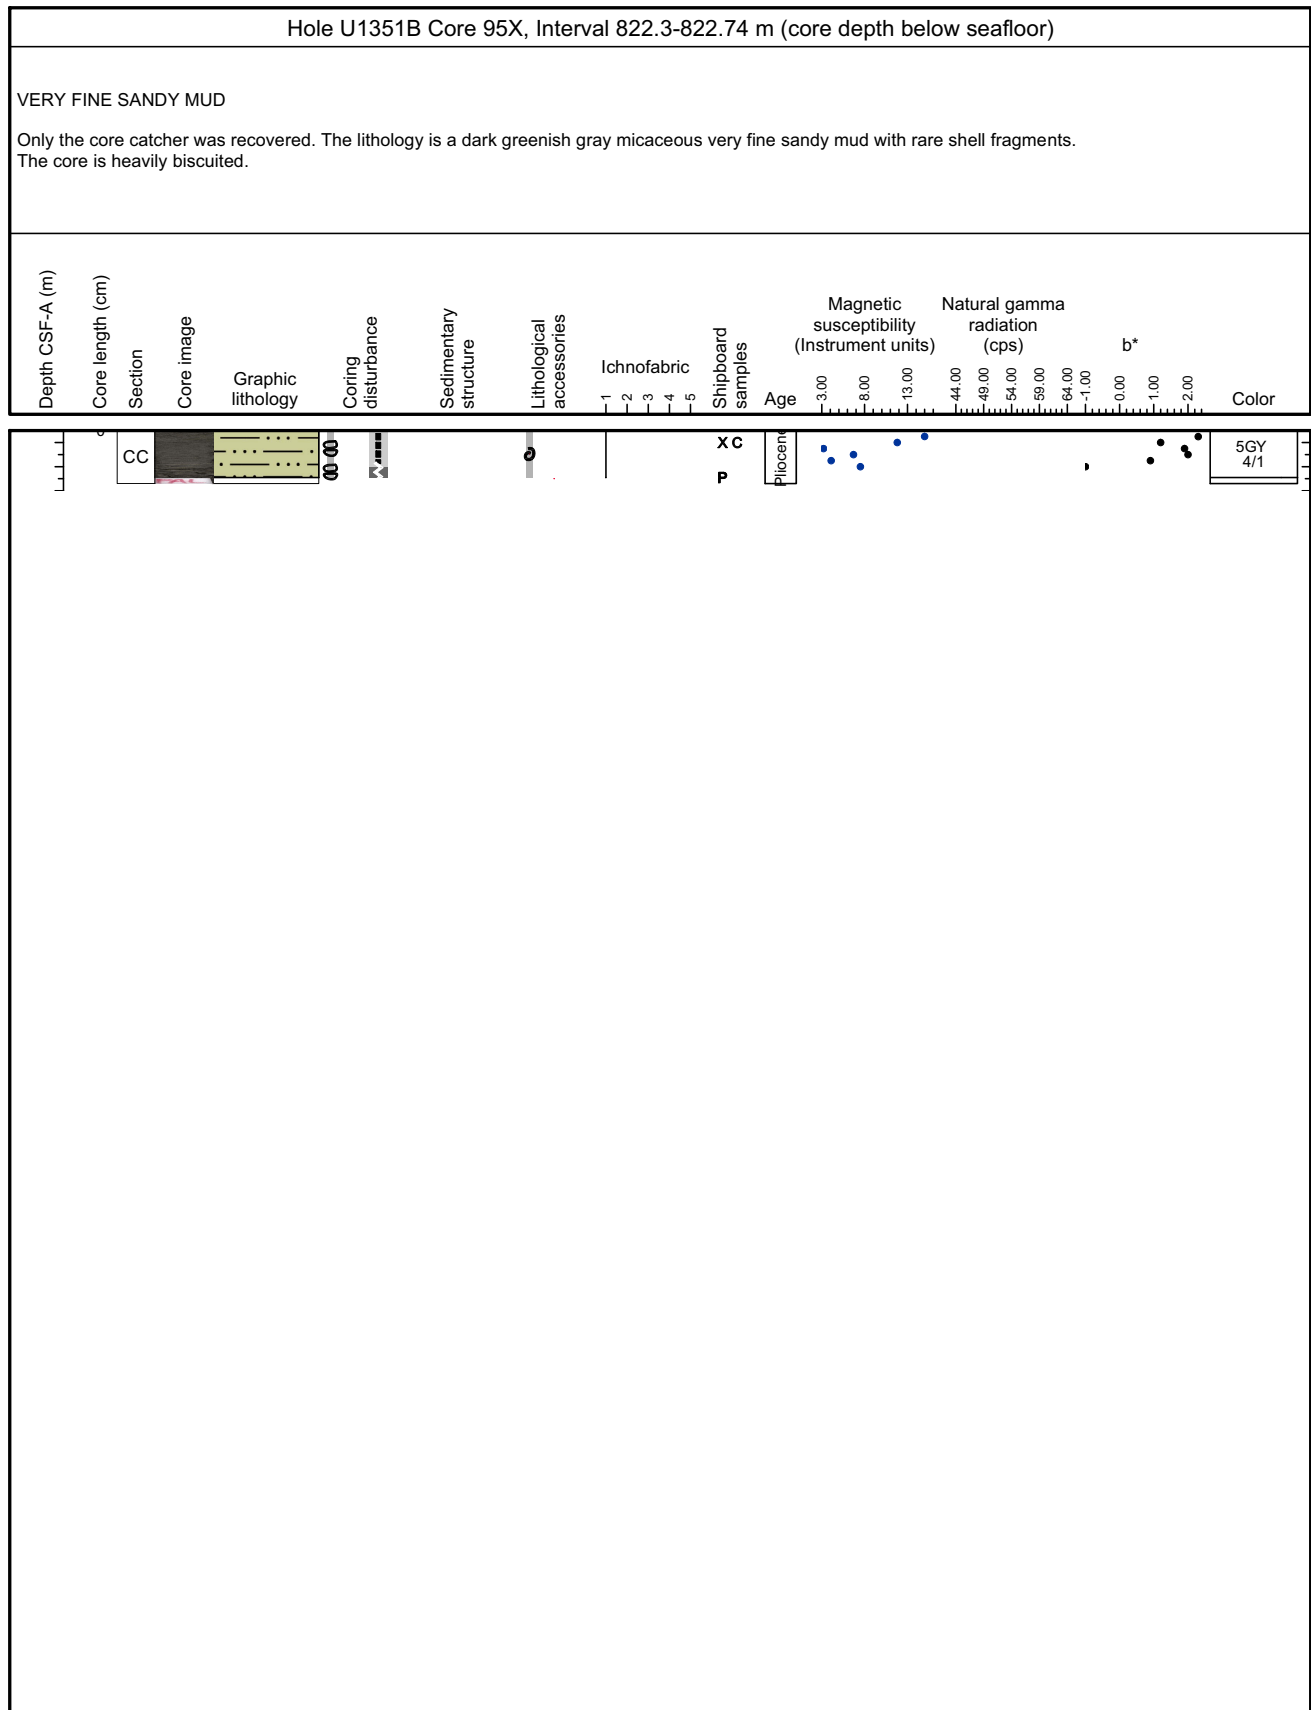 Hole U1351B Core 95X, Interval 822.3-822.74 m (core depth below seafloor)
VERY FINE SANDY MUD
Only the core catcher was recovered. The lithology is a dark greenish gray micaceous very fine sandy mud with rare shell fragments.
The core is heavily biscuited.
Depth CSF-A (m)
Core length (cm)
Section
Core image
Graphic
lithology
Coring
disturbance
Sedimentary
structure
Lithological
accessories
Ichnofabric
1 2 3 4 5
Shipboard
samples
Age
Magnetic
susceptibility
(Instrument units)
3.00 8.00 13.00
Natural gamma
radiation
(cps)
44.00 49.00 54.00 59.00 64.00
b*
-1.00 0.00 1.00 2.00
Color
CC
X C
P
Pliocene
5GY
4/1